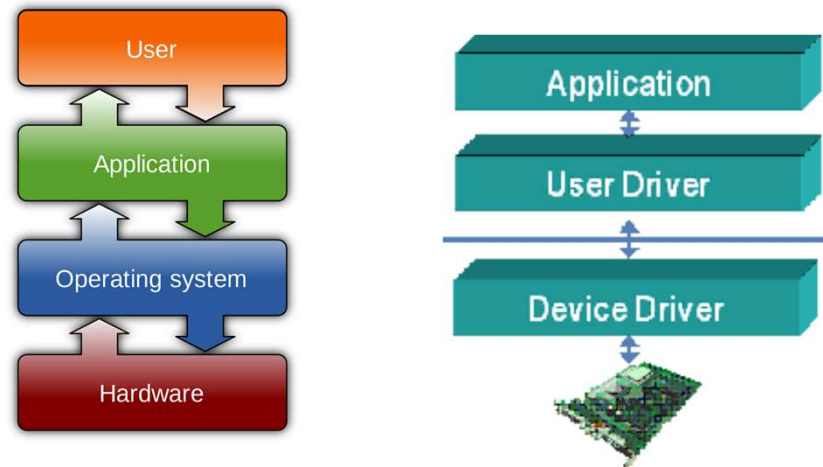 User
Application
Operating system
Hardware
Application
User Driver
Device Driver